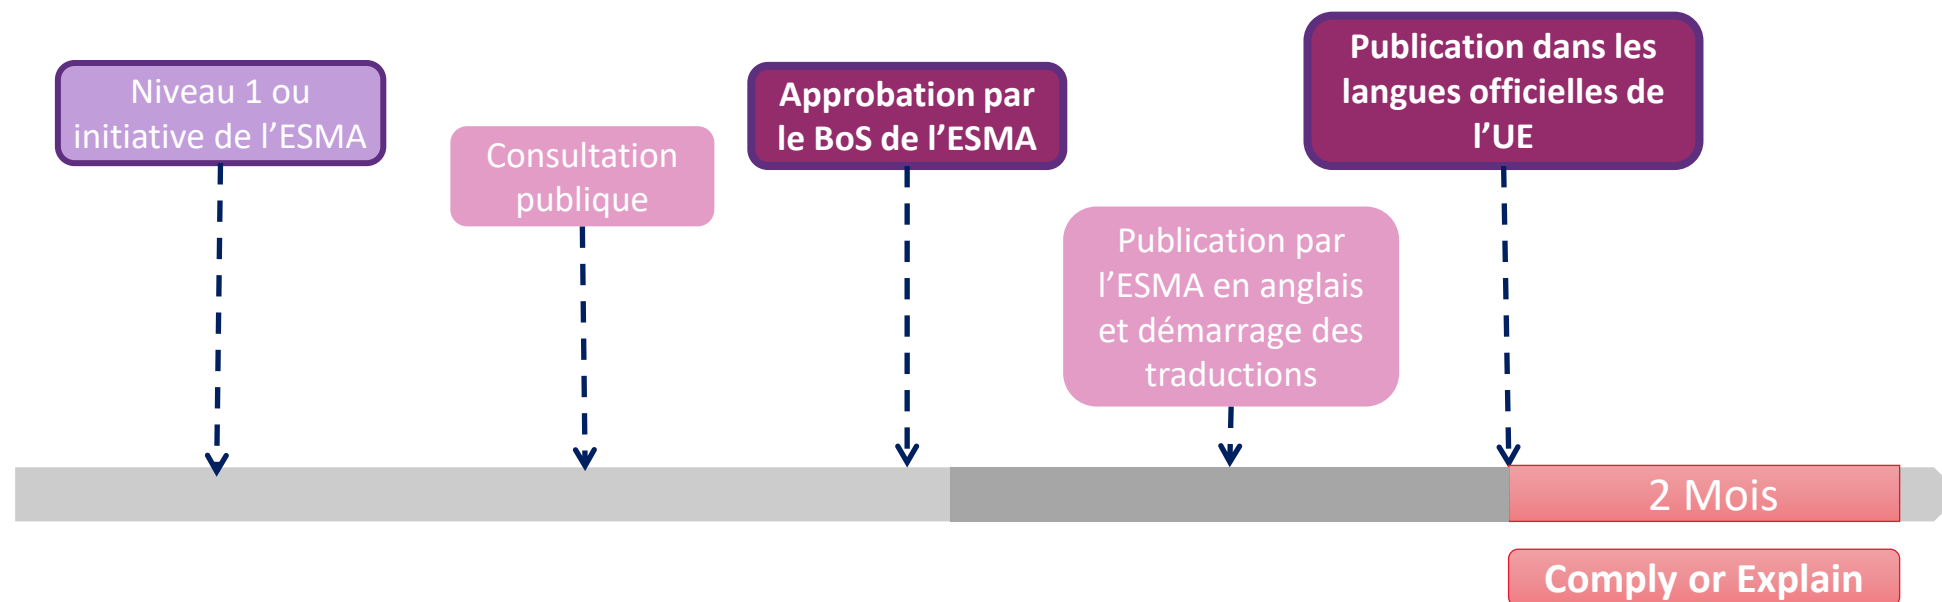 Niveau 1 ou
initiative de l’ESMA
Consultation
publique
Approbation par
le BoS de l’ESMA
Publication par
l’ESMA en anglais
et démarrage des
traductions
Publication dans les
langues officielles de
l’UE
2 Mois
Comply or Explain